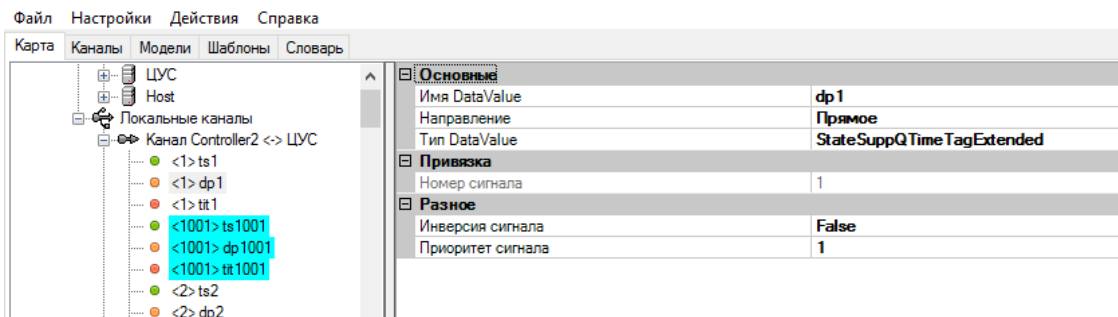 Файл Настройки Действия Справка
Карта Каналы Модели Шаблоны Словарь
ЦУС
Host
Локальные каналы
Канал Controller2 <-> ЦУС
<1> ts1
<1> dp1
<1> tit1
<1001> ts1001
<1001> dp1001
<1001> tit1001
<2> ts2
<2> dp2
Основные
Имя DataValue dp1
Направление Прямое
Тип DataValue StateSuppQTimeTagExtended
Привязка
Номер сигнала 1
Разное
Инверсия сигнала False
Приоритет сигнала 1